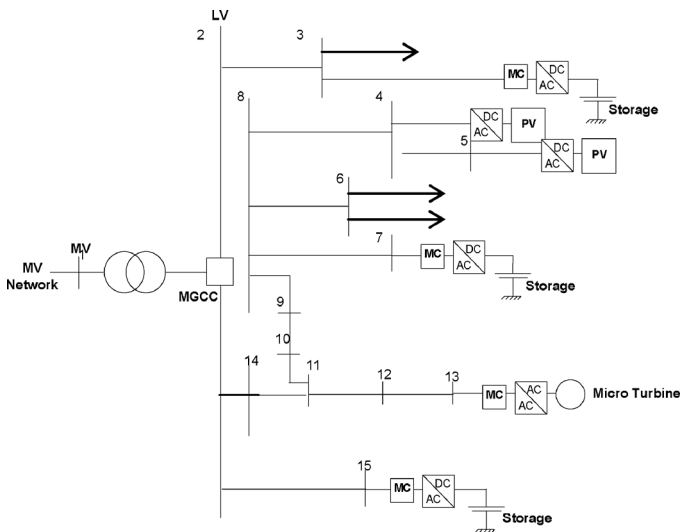 LV
2
3
MC
DC
AC
Storage
8
4
DC
AC
PV
5
DC
AC
PV
6
7
MC
DC
AC
Storage
MV
MV
Network
MGCC
9
10
14
11
12
13
MC
AC
AC
Micro Turbine
15
MC
DC
AC
Storage